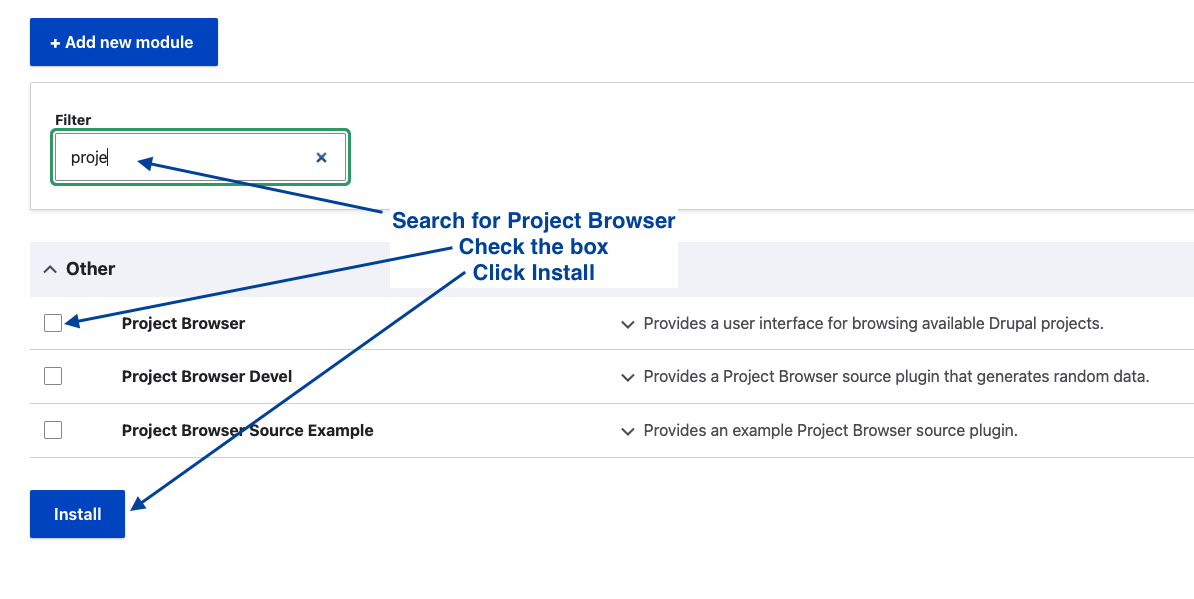 + Add new module
Filter
proje
Search for Project Browser
Check the box
Click Install
Other
Project Browser
Provides a user interface for browsing available Drupal projects.
Project Browser Devel
Provides a Project Browser source plugin that generates random data.
Project Browser Source Example
Provides an example Project Browser source plugin.
Install